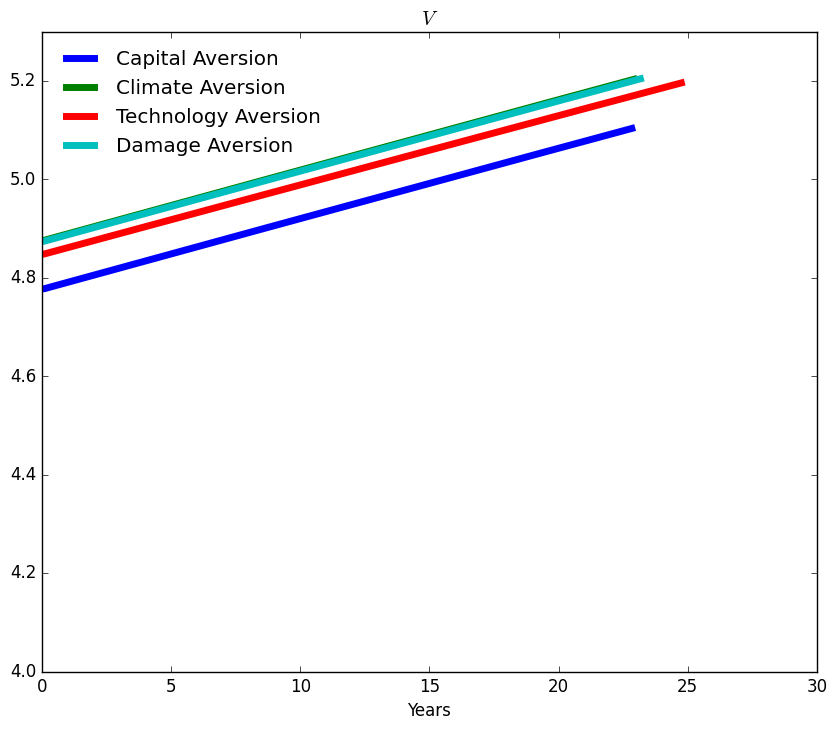 V
5.2
5.0
4.8
4.6
4.4
4.2
4.0
Capital Aversion
Climate Aversion
Technology Aversion
Damage Aversion
0 5 10 15 20 25 30
Years